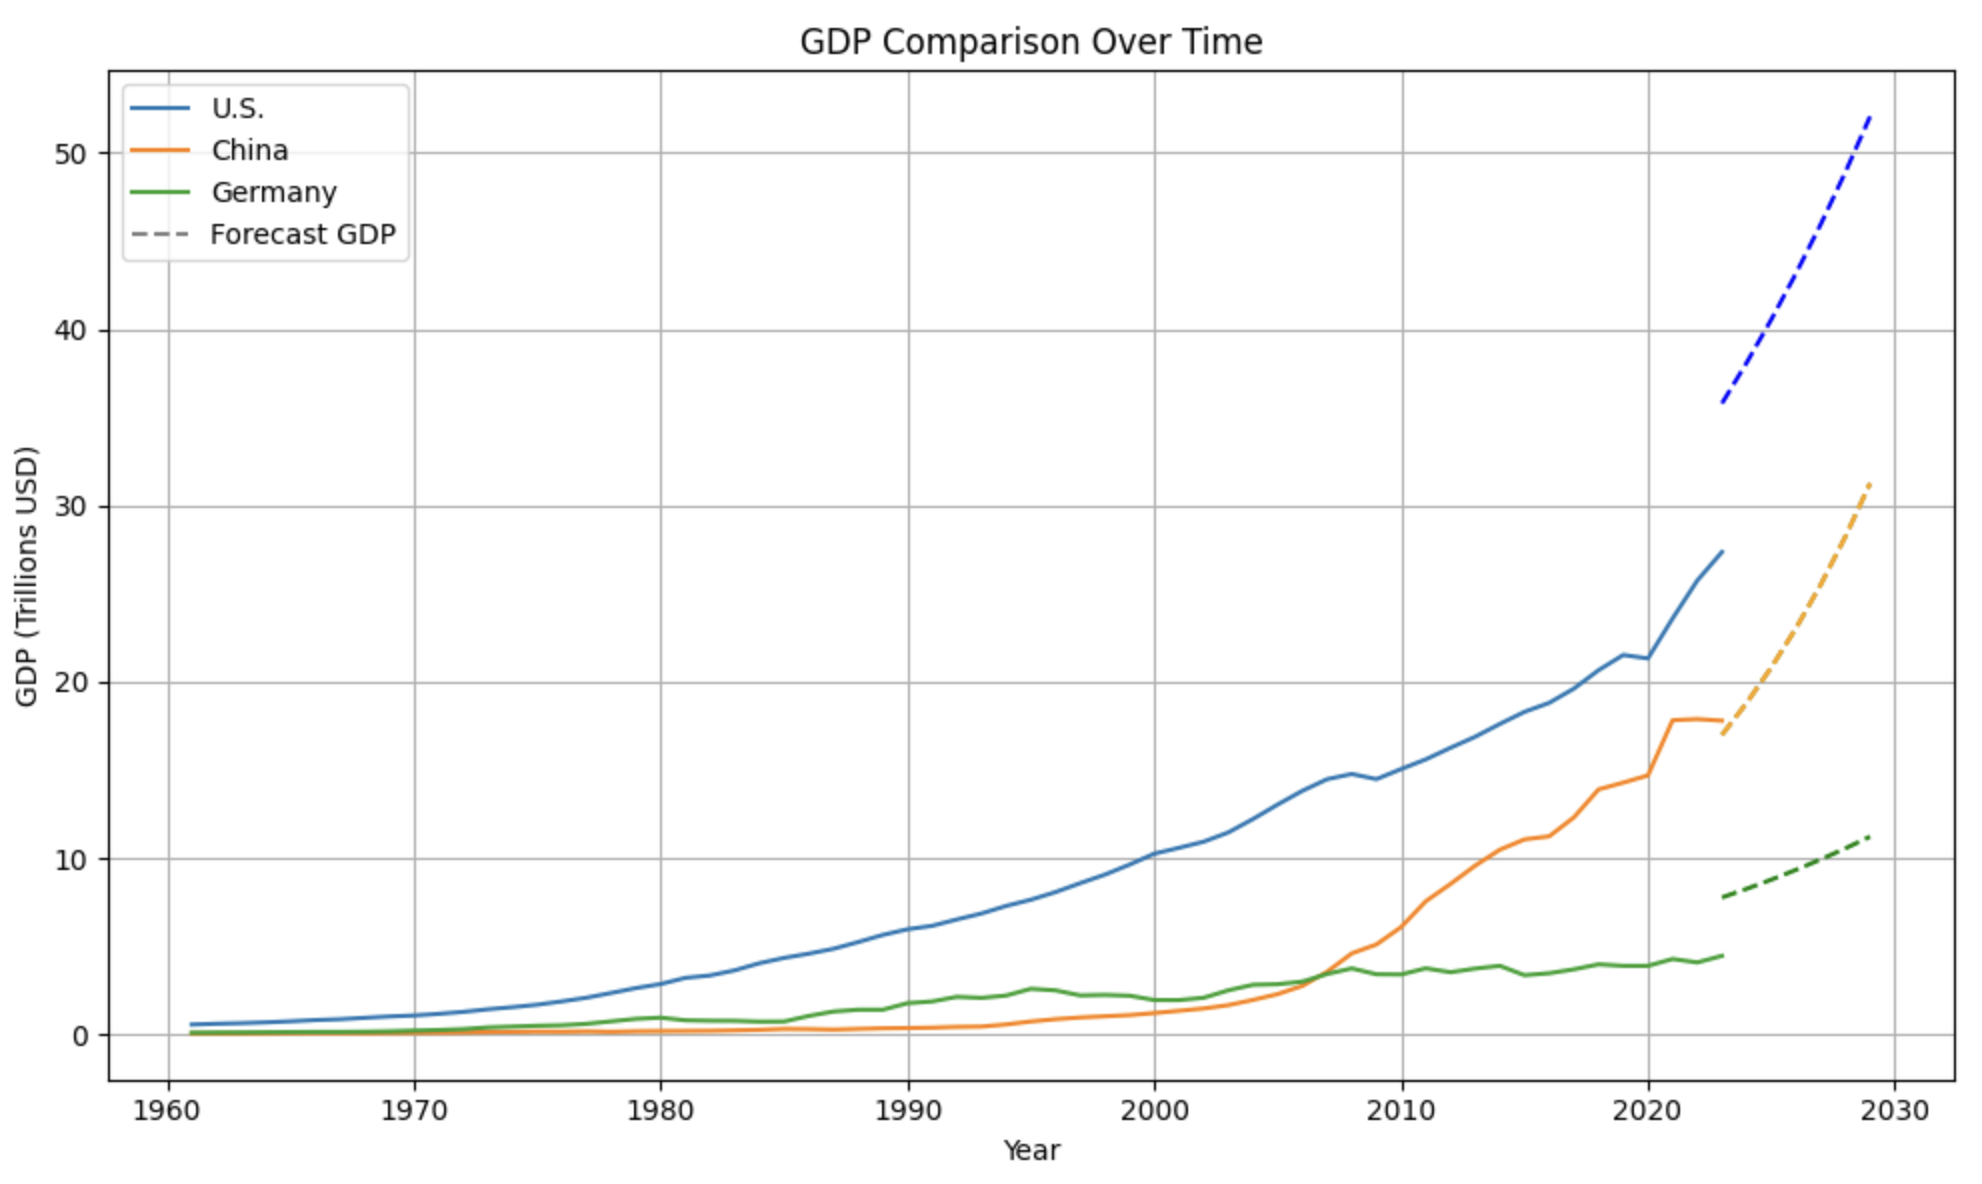 GDP Comparison Over Time
U.S.
China
Germany
Forecast GDP
GDP (Trillions USD)
50
40
30
20
10
0
1960 1970 1980 1990 2000 2010 2020 2030
Year